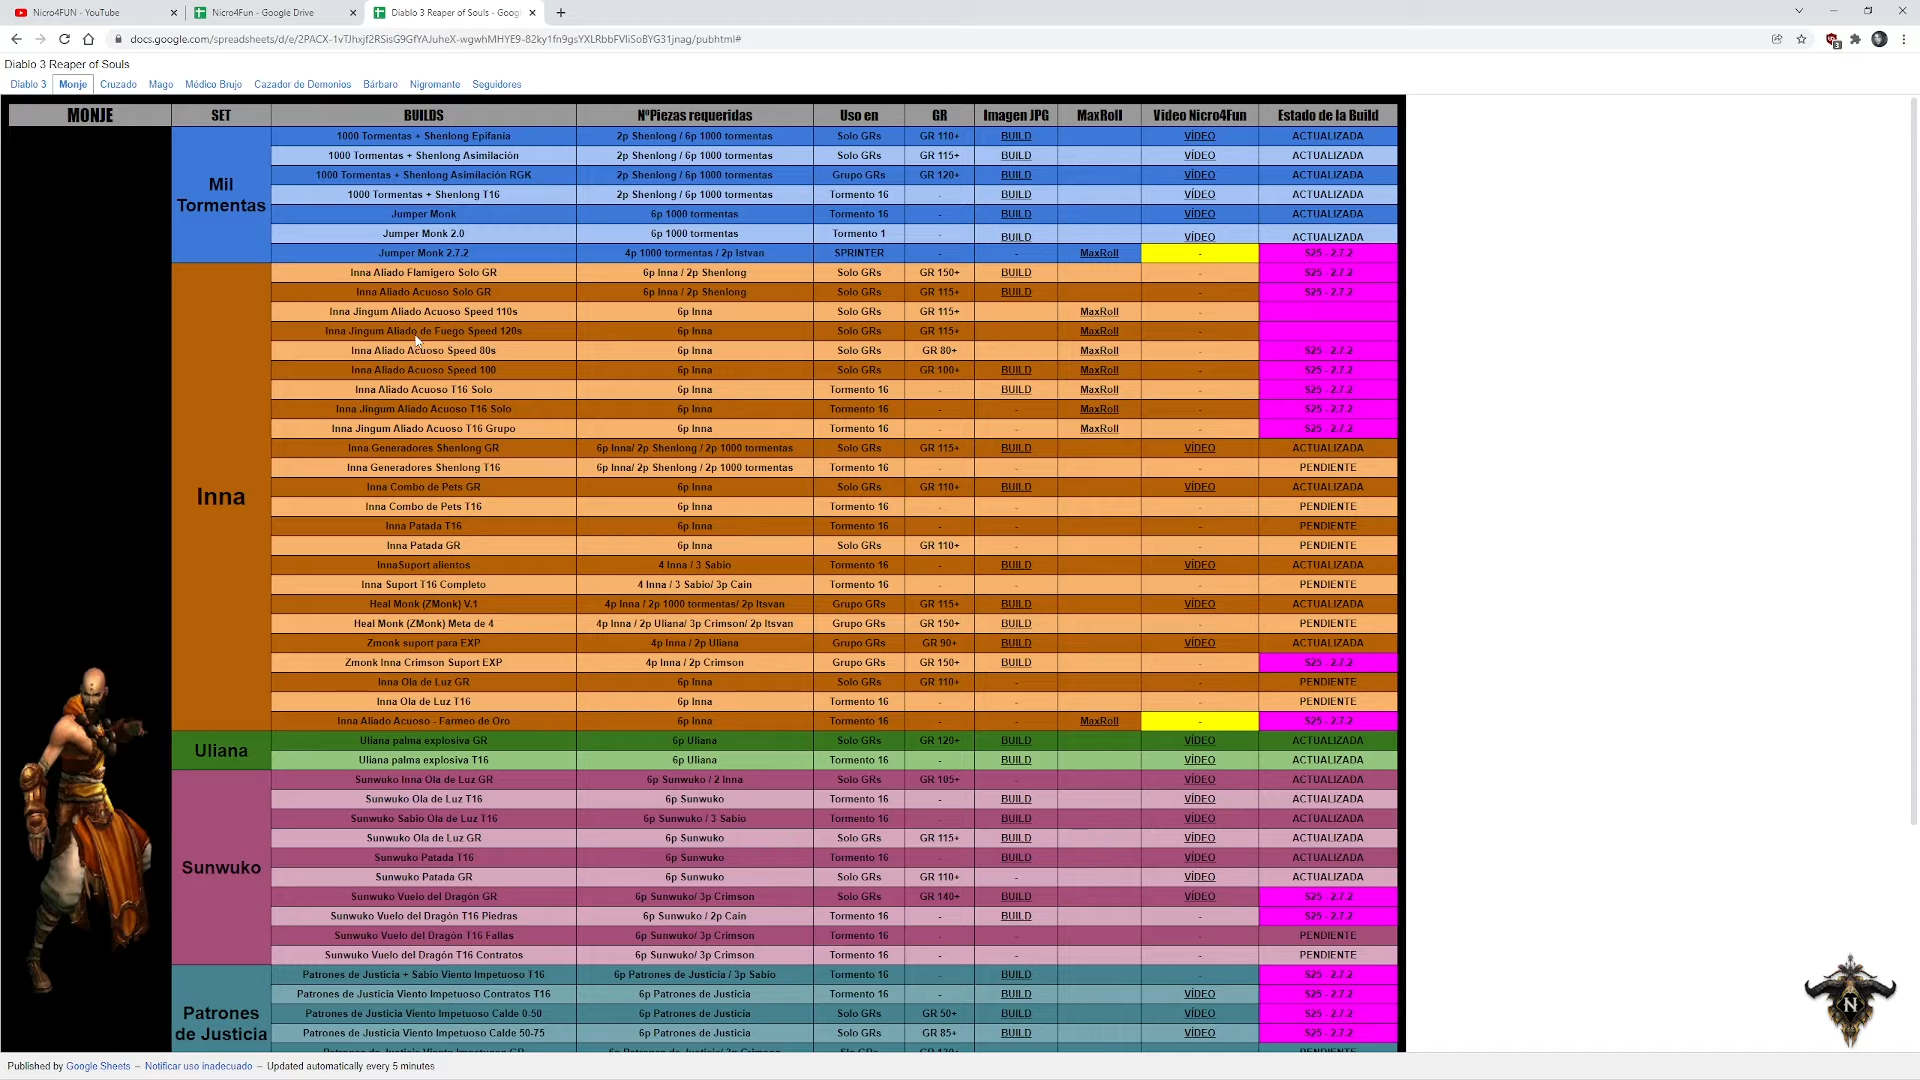 Nicro4FUN - YouTube
Nicro4Fun - Google Drive
Diablo 3 Reaper of Souls - Goog
docs.google.com/spreadsheets/d/e/2PACX-1vTJhxjf2RSisG9GfYAJuheX-wgwhMHYE9-82ky1fn9gsYXLRbbFVIiSoBYG31jnag/pubhtml#
3
Diablo 3 Reaper of Souls
Diablo 3 Monje Cruzado Mago Médico Brujo Cazador de Demonios Bárbaro Nigromante Seguidores
MONJE SET BUILDS NºPiezas requeridas Uso en GR Imagen JPG MaxRoll Video Nicro4Fun Estado de la Build
Mil Tormentas
1000 Tormentas + Shenlong Epifania 2p Shenlong / 6p 1000 tormentas Solo GRs GR 110+ BUILD VÍDEO ACTUALIZADA
1000 Tormentas + Shenlong Asimilación 2p Shenlong / 6p 1000 tormentas Solo GRs GR 115+ BUILD VÍDEO ACTUALIZADA
1000 Tormentas + Shenlong Asimilación RGK 2p Shenlong / 6p 1000 tormentas Grupo GRs GR 120+ BUILD VÍDEO ACTUALIZADA
1000 Tormentas + Shenlong T16 2p Shenlong / 6p 1000 tormentas Tormento 16 - BUILD VÍDEO ACTUALIZADA
Jumper Monk 6p 1000 tormentas Tormento 16 - BUILD VÍDEO ACTUALIZADA
Jumper Monk 2.0 6p 1000 tormentas Tormento 1 - BUILD VÍDEO ACTUALIZADA
Jumper Monk 2.7.2 4p 1000 tormentas / 2p Istvan SPRINTER - - MaxRoll - S25 - 2.7.2
Inna
Inna Aliado Flamigero Solo GR 6p Inna / 2p Shenlong Solo GRs GR 150+ BUILD - S25 - 2.7.2
Inna Aliado Acuoso Solo GR 6p Inna / 2p Shenlong Solo GRs GR 115+ BUILD - S25 - 2.7.2
Inna Jingum Aliado Acuoso Speed 110s 6p Inna Solo GRs GR 115+ MaxRoll -
Inna Jingum Aliado de Fuego Speed 120s 6p Inna Solo GRs GR 115+ MaxRoll -
Inna Aliado Acuoso Speed 80s 6p Inna Solo GRs GR 80+ MaxRoll - S25 - 2.7.2
Inna Aliado Acuoso Speed 100 6p Inna Solo GRs GR 100+ BUILD MaxRoll - S25 - 2.7.2
Inna Aliado Acuoso T16 Solo 6p Inna Tormento 16 - BUILD MaxRoll - S25 - 2.7.2
Inna Jingum Aliado Acuoso T16 Solo 6p Inna Tormento 16 - - MaxRoll - S25 - 2.7.2
Inna Jingum Aliado Acuoso T16 Grupo 6p Inna Tormento 16 - - MaxRoll - S25 - 2.7.2
Inna Generadores Shenlong GR 6p Inna/ 2p Shenlong / 2p 1000 tormentas Solo GRs GR 115+ BUILD VÍDEO ACTUALIZADA
Inna Generadores Shenlong T16 6p Inna/ 2p Shenlong / 2p 1000 tormentas Tormento 16 - - - PENDIENTE
Inna Combo de Pets GR 6p Inna Solo GRs GR 110+ BUILD VÍDEO ACTUALIZADA
Inna Combo de Pets T16 6p Inna Tormento 16 - - - PENDIENTE
Inna Patada T16 6p Inna Tormento 16 - - - PENDIENTE
Inna Patada GR 6p Inna Solo GRs GR 110+ - - PENDIENTE
InnaSuport alientos 4 Inna / 3 Sabio Tormento 16 - BUILD VÍDEO ACTUALIZADA
Inna Suport T16 Completo 4 Inna / 3 Sabio/ 3p Cain Tormento 16 - - - PENDIENTE
Heal Monk (ZMonk) V.1 4p Inna / 2p 1000 tormentas/ 2p Itsvan Grupo GRs GR 115+ BUILD VÍDEO ACTUALIZADA
Heal Monk (ZMonk) Meta de 4 4p Inna / 2p Uliana/ 3p Crimson/ 2p Itsvan Grupo GRs GR 150+ BUILD - PENDIENTE
Zmonk suport para EXP 4p Inna / 2p Uliana Grupo GRs GR 90+ BUILD VÍDEO ACTUALIZADA
Zmonk Inna Crimson Suport EXP 4p Inna / 2p Crimson Grupo GRs GR 150+ BUILD - S25 - 2.7.2
Inna Ola de Luz GR 6p Inna Solo GRs GR 110+ - - PENDIENTE
Inna Ola de Luz T16 6p Inna Tormento 16 - - - PENDIENTE
Inna Aliado Acuoso - Farmeo de Oro 6p Inna Tormento 16 - - MaxRoll - S25 - 2.7.2
Uliana
Uliana palma explosiva GR 6p Uliana Solo GRs GR 120+ BUILD VÍDEO ACTUALIZADA
Uliana palma explosiva T16 6p Uliana Tormento 16 - BUILD VÍDEO ACTUALIZADA
Sunwuko
Sunwuko Inna Ola de Luz GR 6p Sunwuko / 2 Inna Solo GRs GR 105+ - VÍDEO ACTUALIZADA
Sunwuko Ola de Luz T16 6p Sunwuko Tormento 16 - BUILD VÍDEO ACTUALIZADA
Sunwuko Sabio Ola de Luz T16 6p Sunwuko / 3 Sabio Tormento 16 - BUILD VÍDEO ACTUALIZADA
Sunwuko Ola de Luz GR 6p Sunwuko Solo GRs GR 115+ BUILD VÍDEO ACTUALIZADA
Sunwuko Patada T16 6p Sunwuko Tormento 16 - BUILD VÍDEO ACTUALIZADA
Sunwuko Patada GR 6p Sunwuko Solo GRs GR 110+ - VÍDEO ACTUALIZADA
Sunwuko Vuelo del Dragón GR 6p Sunwuko/ 3p Crimson Solo GRs GR 140+ BUILD VÍDEO S25 - 2.7.2
Sunwuko Vuelo del Dragón T16 Piedras 6p Sunwuko / 2p Cain Tormento 16 - BUILD - S25 - 2.7.2
Sunwuko Vuelo del Dragón T16 Fallas 6p Sunwuko/ 3p Crimson Tormento 16 - - - PENDIENTE
Sunwuko Vuelo del Dragón T16 Contratos 6p Sunwuko/ 3p Crimson Tormento 16 - - - PENDIENTE
Patrones de Justicia
Patrones de Justicia + Sabio Viento Impetuoso T16 6p Patrones de Justicia / 3p Sabio Tormento 16 - BUILD - S25 - 2.7.2
Patrones de Justicia Viento Impetuoso Contratos T16 6p Patrones de Justicia Tormento 16 - BUILD VÍDEO S25 - 2.7.2
Patrones de Justicia Viento Impetuoso Calde 0-50 6p Patrones de Justicia Solo GRs GR 50+ BUILD VÍDEO S25 - 2.7.2
Patrones de Justicia Viento Impetuoso Calde 50-75 6p Patrones de Justicia Solo GRs GR 85+ BUILD VÍDEO S25 - 2.7.2
N
Published by Google Sheets – Notificar uso inadecuado – Updated automatically every 5 minutes